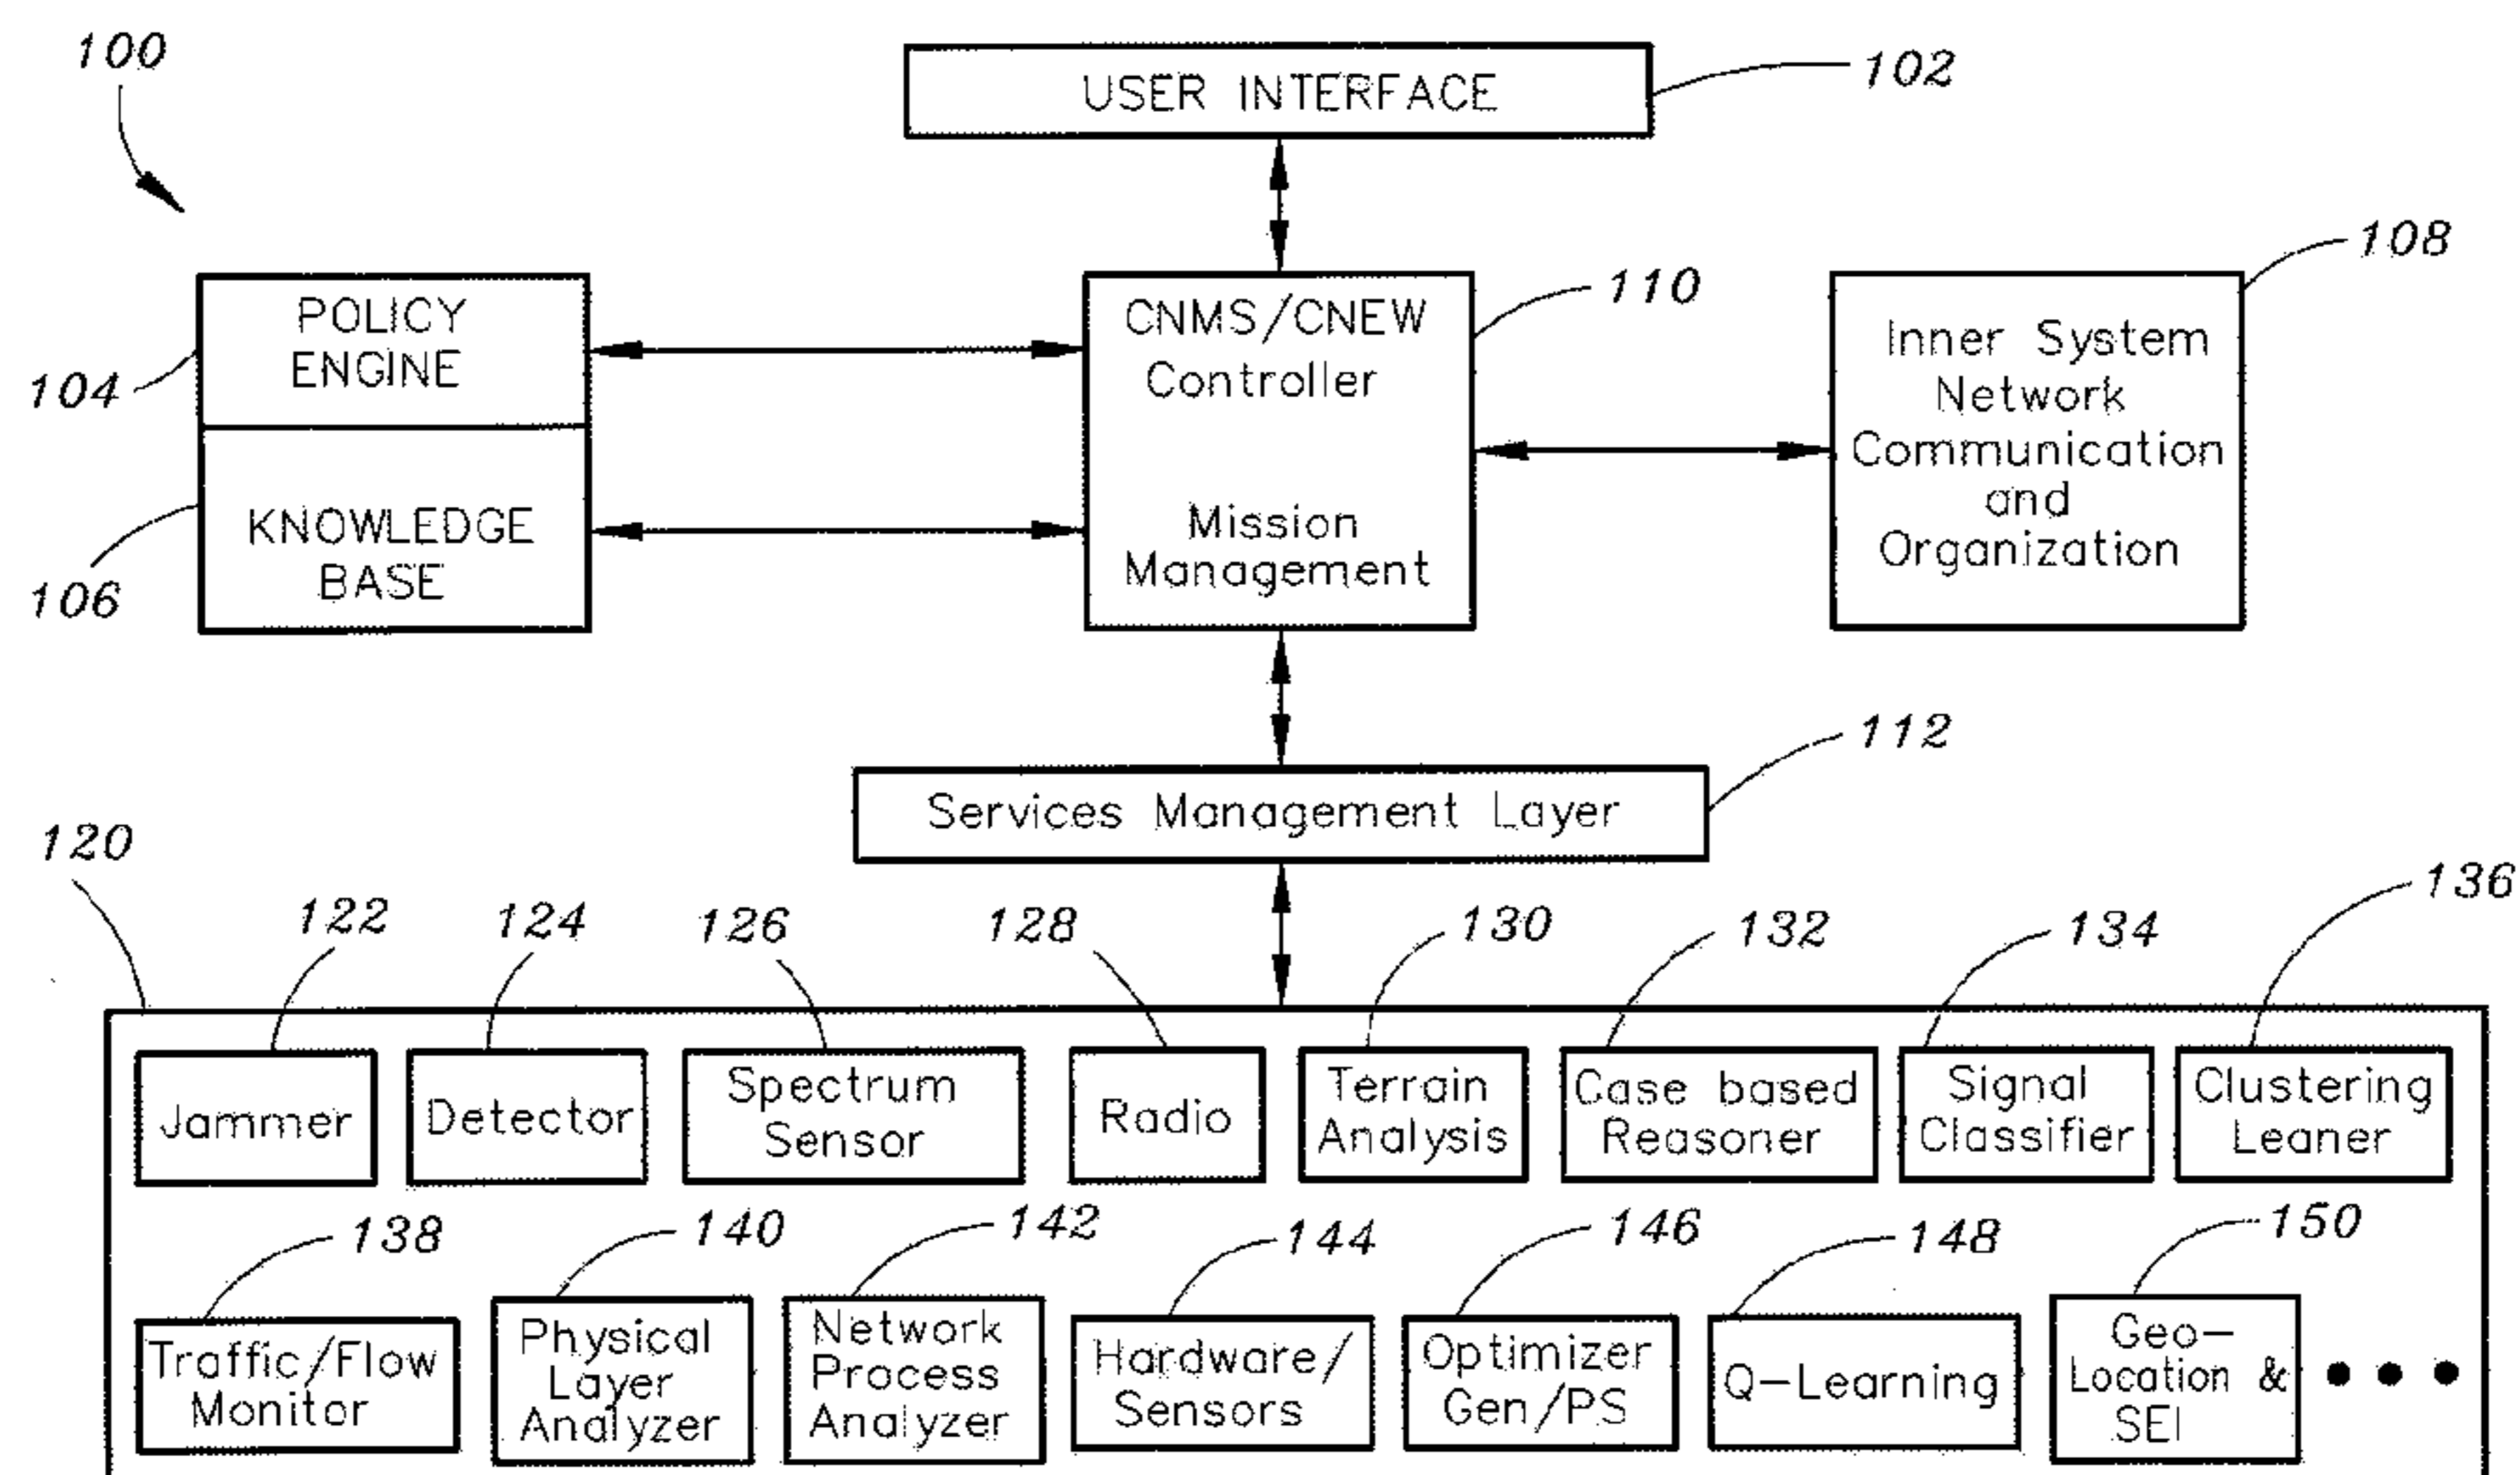 100
USER INTERFACE
102
POLICY
ENGINE
104
KNOWLEDGE
BASE
106
CNMS/CNEW
Controller
Mission
Management
110
Inner System
Network
Communication
and
Organization
108
Services Management Layer
112
120
122
124
126
128
130
132
134
136
Jammer
Detector
Spectrum
Sensor
Radio
Terrain
Analysis
Case based
Reasoner
Signal
Classifier
Clustering
Leaner
138
140
142
144
146
148
150
Traffic/Flow
Monitor
Physical
Layer
Analyzer
Network
Process
Analyzer
Hardware/
Sensors
Optimizer
Gen/PS
Q-Learning
Geo-
Location &
SEI